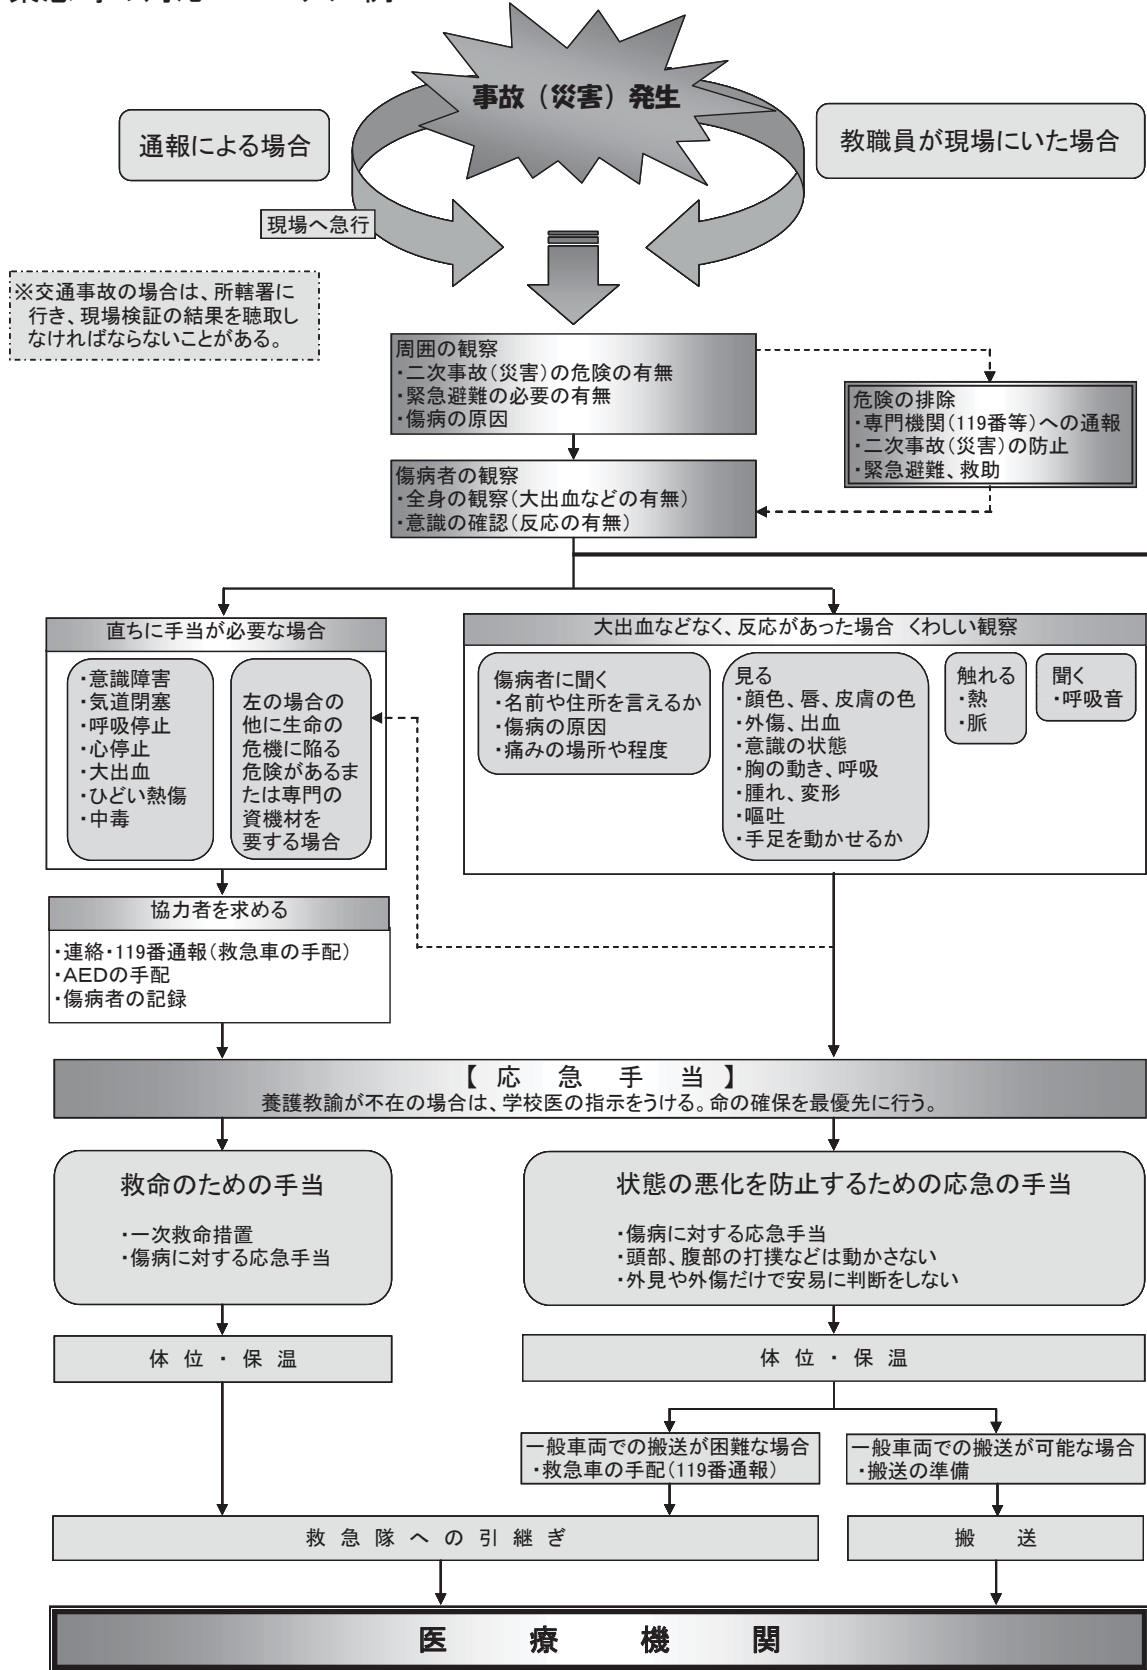 事故（災害）発生
通報による場合
教職員が現場にいた場合
現場へ急行
※交通事故の場合は、所轄署に
行き、現場検証の結果を聴取し
なければならないことがある。
周囲の観察
・二次事故(災害)の危険の有無
・緊急避難の必要の有無
・傷病の原因
危険の排除
・専門機関(119番等)への通報
・二次事故(災害)の防止
・緊急避難、救助
傷病者の観察
・全身の観察(大出血などの有無)
・意識の確認(反応の有無)
直ちに手当が必要な場合
・意識障害
・気道閉塞
・呼吸停止
・心停止
・大出血
・ひどい熱傷
・中毒
左の場合の
他に生命の
危機に陥る
危険があるま
たは専門の
資機材を
要する場合
大出血などなく、反応があった場合 くわしい観察
傷病者に聞く
・名前や住所を言えるか
・傷病の原因
・痛みの場所や程度
見る
・顔色、唇、皮膚の色
・外傷、出血
・意識の状態
・胸の動き、呼吸
・腫れ、変形
・嘔吐
・手足を動かせるか
触れる
・熱
・脈
聞く
・呼吸音
協力者を求める
・連絡・119番通報(救急車の手配)
・AEDの手配
・傷病者の記録
【 応 急 手 当 】
養護教諭が不在の場合は、学校医の指示をうける。命の確保を最優先に行う。
救命のための手当
・一次救命措置
・傷病に対する応急手当
状態の悪化を防止するための応急の手当
・傷病に対する応急手当
・頭部、腹部の打撲などは動かさない
・外見や外傷だけで安易に判断をしない
体 位 ・ 保 温
体 位 ・ 保 温
一般車両での搬送が困難な場合
・救急車の手配(119番通報)
一般車両での搬送が可能な場合
・搬送の準備
救 急 隊 へ の 引 継 ぎ
搬 送
医 療 機 関